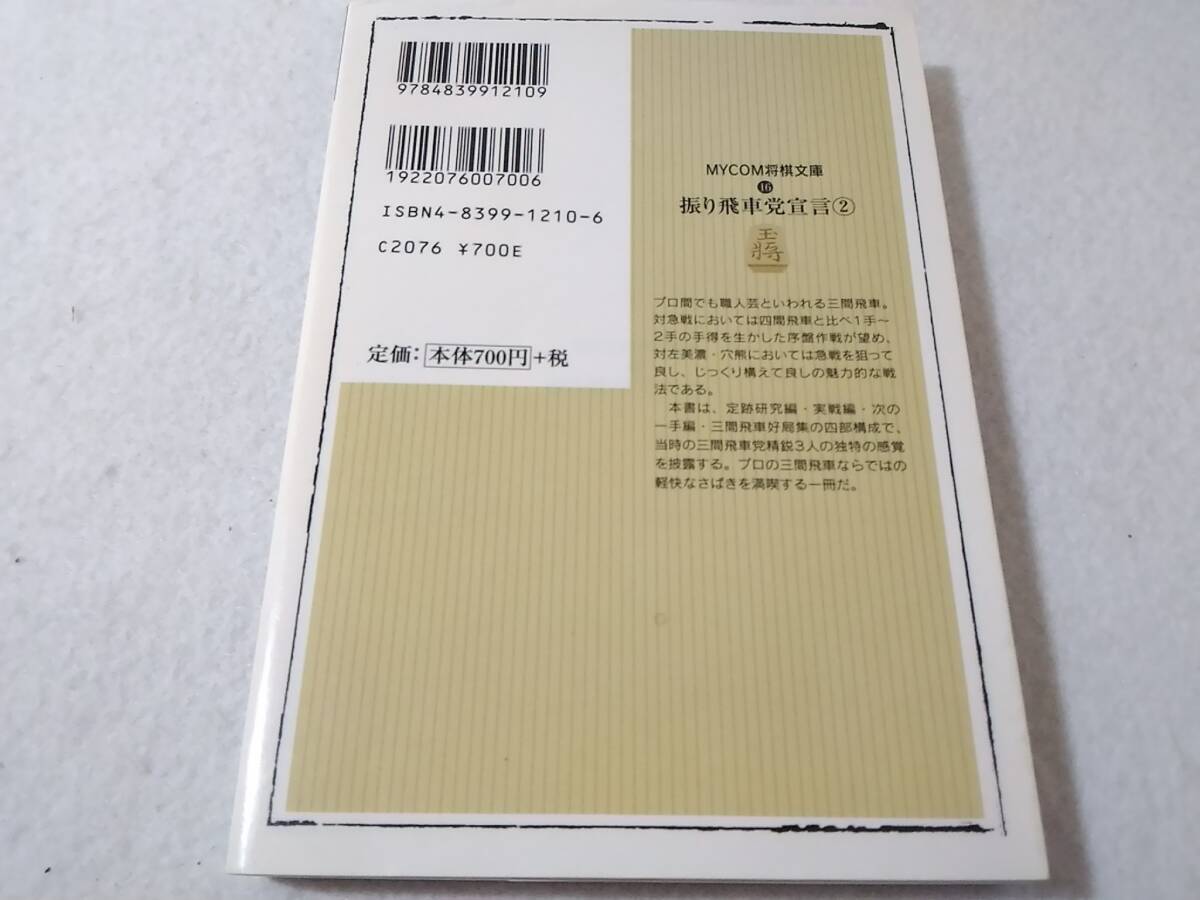 9784839912109
1922076007006
ISBN4-8399-1210-6
C2076 ¥700E
定価：本体700円+税
MYCOM将棋文庫
16
振り飛車党宣言②
玉将
プロ間でも職人芸といわれる三間飛車。
対急戦においては四間飛車と比べ1手〜
2手の手得を生かした序盤作戦が望め、
対左美濃・穴熊においては急戦を狙って
良し、じっくり構えて良しの魅力的な戦
法である。
本書は、定跡研究編・実戦編・次の
一手編・三間飛車好局集の四部構成で、
当時の三間飛車党精鋭3人の独特の感覚
を披露する。プロの三間飛車ならではの
軽快なさばきを満喫する一冊だ。